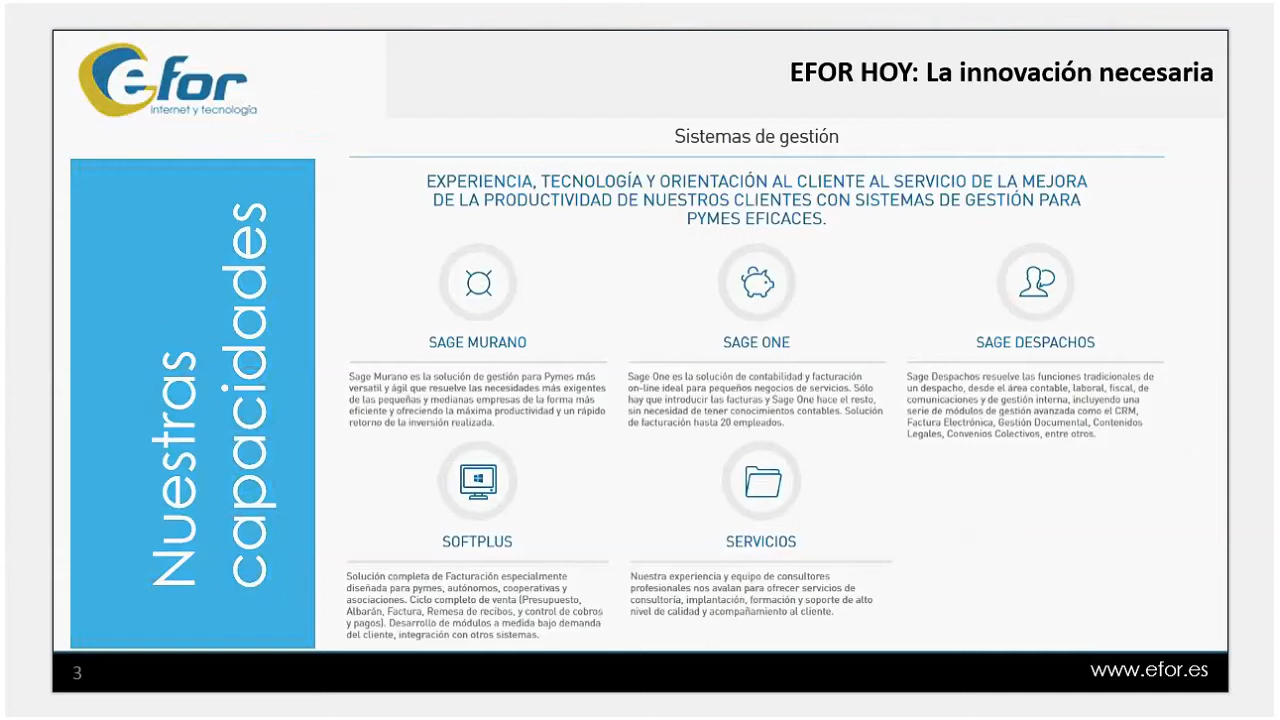 efor
internet y tecnología
EFOR HOY: La innovación necesaria
Nuestras
capacidades
Sistemas de gestión
EXPERIENCIA, TECNOLOGÍA Y ORIENTACIÓN AL CLIENTE AL SERVICIO DE LA MEJORA
DE LA PRODUCTIVIDAD DE NUESTROS CLIENTES CON SISTEMAS DE GESTIÓN PARA
PYMES EFICACES.
SAGE MURANO
Sage Murano es la solución de gestión para Pymes más
versatil y ágil que resuelve las necesidades más exigentes
de las pequeñas y medianas empresas de la forma más
eficiente y ofreciendo la máxima productividad y un rápido
retorno de la inversión realizada.
SAGE ONE
Sage One es la solución de contabilidad y facturación
on-line ideal para pequeños negocios de servicios. Sólo
hay que introducir las facturas y Sage One hace el resto,
sin necesidad de tener conocimientos contables. Solución
de facturación hasta 20 empleados.
SAGE DESPACHOS
Sage Despachos resuelve las funciones tradicionales de
un despacho, desde el área contable, laboral, fiscal, de
comunicaciones y de gestión interna, incluyendo una
serie de módulos de gestión avanzada como el CRM,
Factura Electrónica, Gestión Documental, Contenidos
Legales, Convenios Colectivos, entre otros.
SOFTPLUS
Solución completa de Facturación especialmente
diseñada para pymes, autónomos, cooperativas y
asociaciones. Ciclo completo de venta (Presupuesto,
Albarán, Factura, Remesa de recibos, y control de cobros
y pagos). Desarrollo de módulos a medida bajo demanda
del cliente, integración con otros sistemas.
SERVICIOS
Nuestra experiencia y equipo de consultores
profesionales nos avalan para ofrecer servicios de
consultoría, implantación, formación y soporte de alto
nivel de calidad y acompañamiento al cliente.
3
www.efor.es